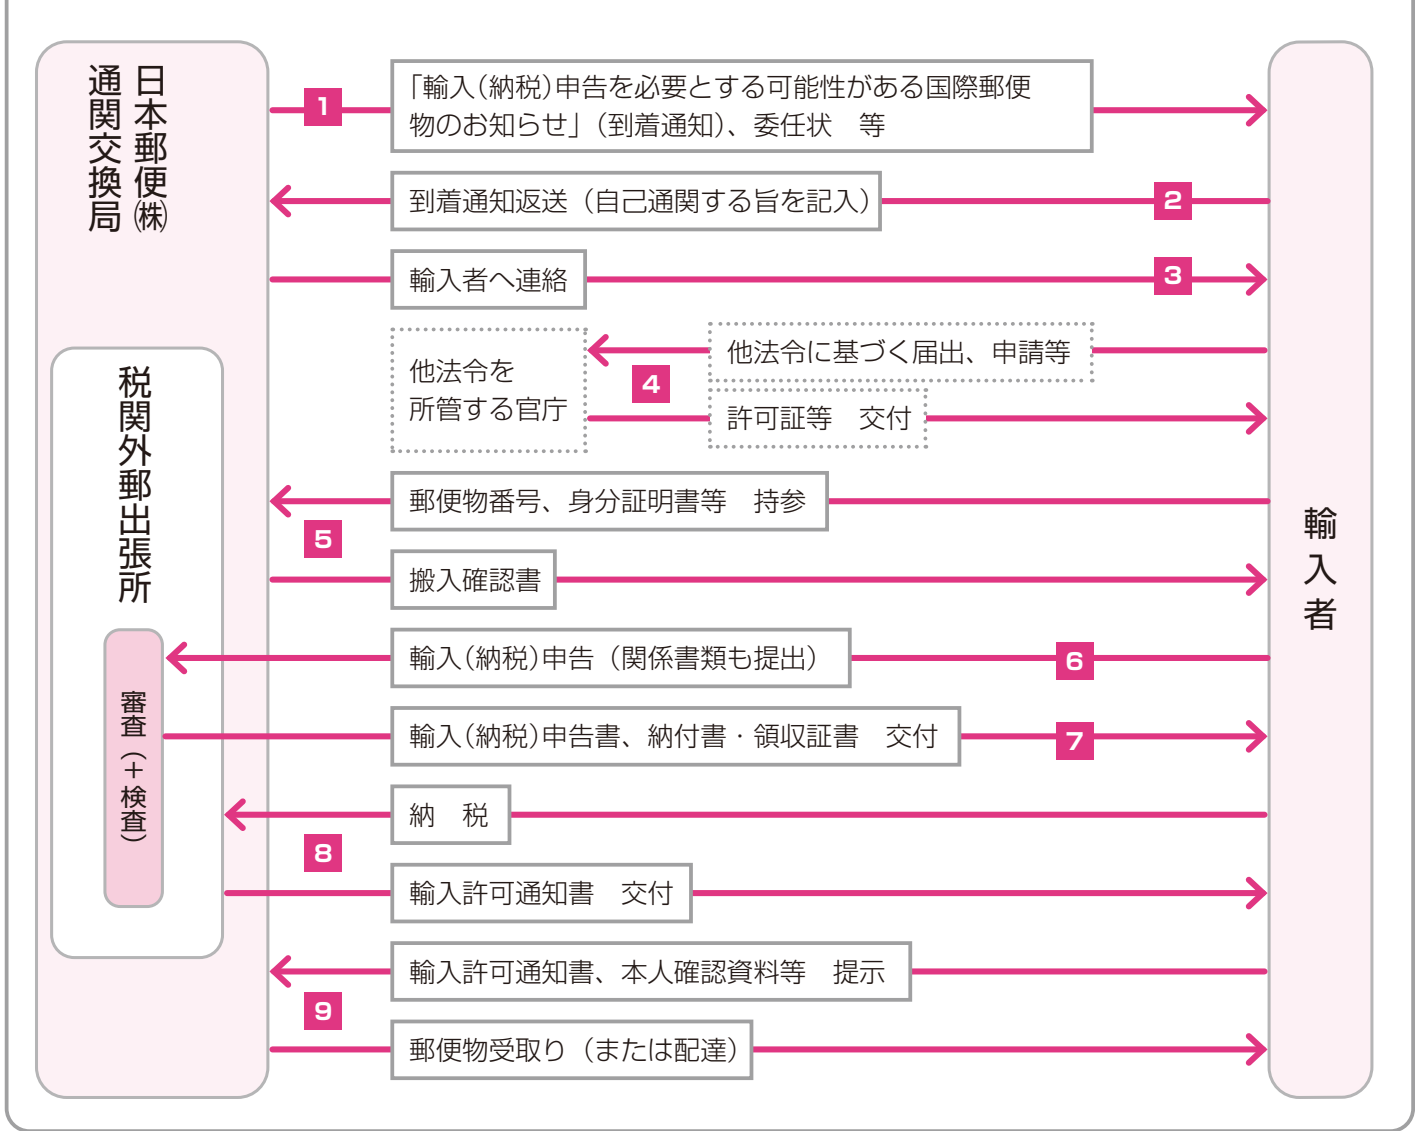 日本郵便㈱
通関交換局
1
「輸入(納税)申告を必要とする可能性がある国際郵便
物のお知らせ」(到着通知)、委任状　等
到着通知返送（自己通関する旨を記入）
2
輸入者へ連絡
3
他法令を
所管する官庁
4
他法令に基づく届出、申請等
許可証等　交付
税関外郵出張所
郵便物番号、身分証明書等　持参
5
搬入確認書
輸入者
審査（＋検査）
輸入(納税)申告（関係書類も提出）
6
輸入(納税)申告書、納付書・領収証書　交付
7
納　税
8
輸入許可通知書　交付
輸入許可通知書、本人確認資料等　提示
9
郵便物受取り（または配達）